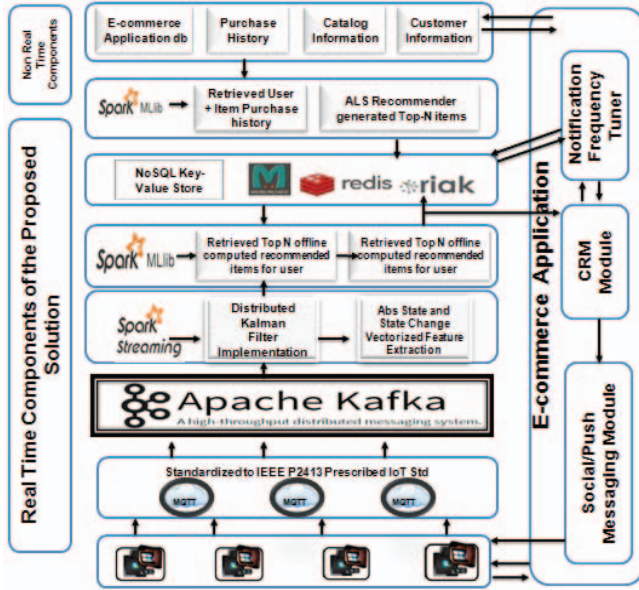 Non Real
Time
Components
E-commerce
Application db
Purchase
History
Catalog
Information
Customer
Information
Spark MLlib
Retrieved User
+ Item Purchase
history
ALS Recommender
generated Top-N items
Real Time Components of the Proposed
Solution
NoSQL Key-
Value Store
redis
riak
Spark MLlib
Retrieved Top N offline
computed recommended
items for user
Retrieved Top N offline
computed recommended
items for user
Spark
Streaming
Distributed
Kalman
Filter
Implementation
Abs State and
State Change
Vectorized Feature
Extraction
Apache Kafka
A high-throughput distributed messaging system.
Standardized to IEEE P2413 Prescribed IoT Std
MQTT
MQTT
MQTT
E-commerce Application
Notification
Frequency
Tuner
CRM
Module
Social/Push
Messaging Module